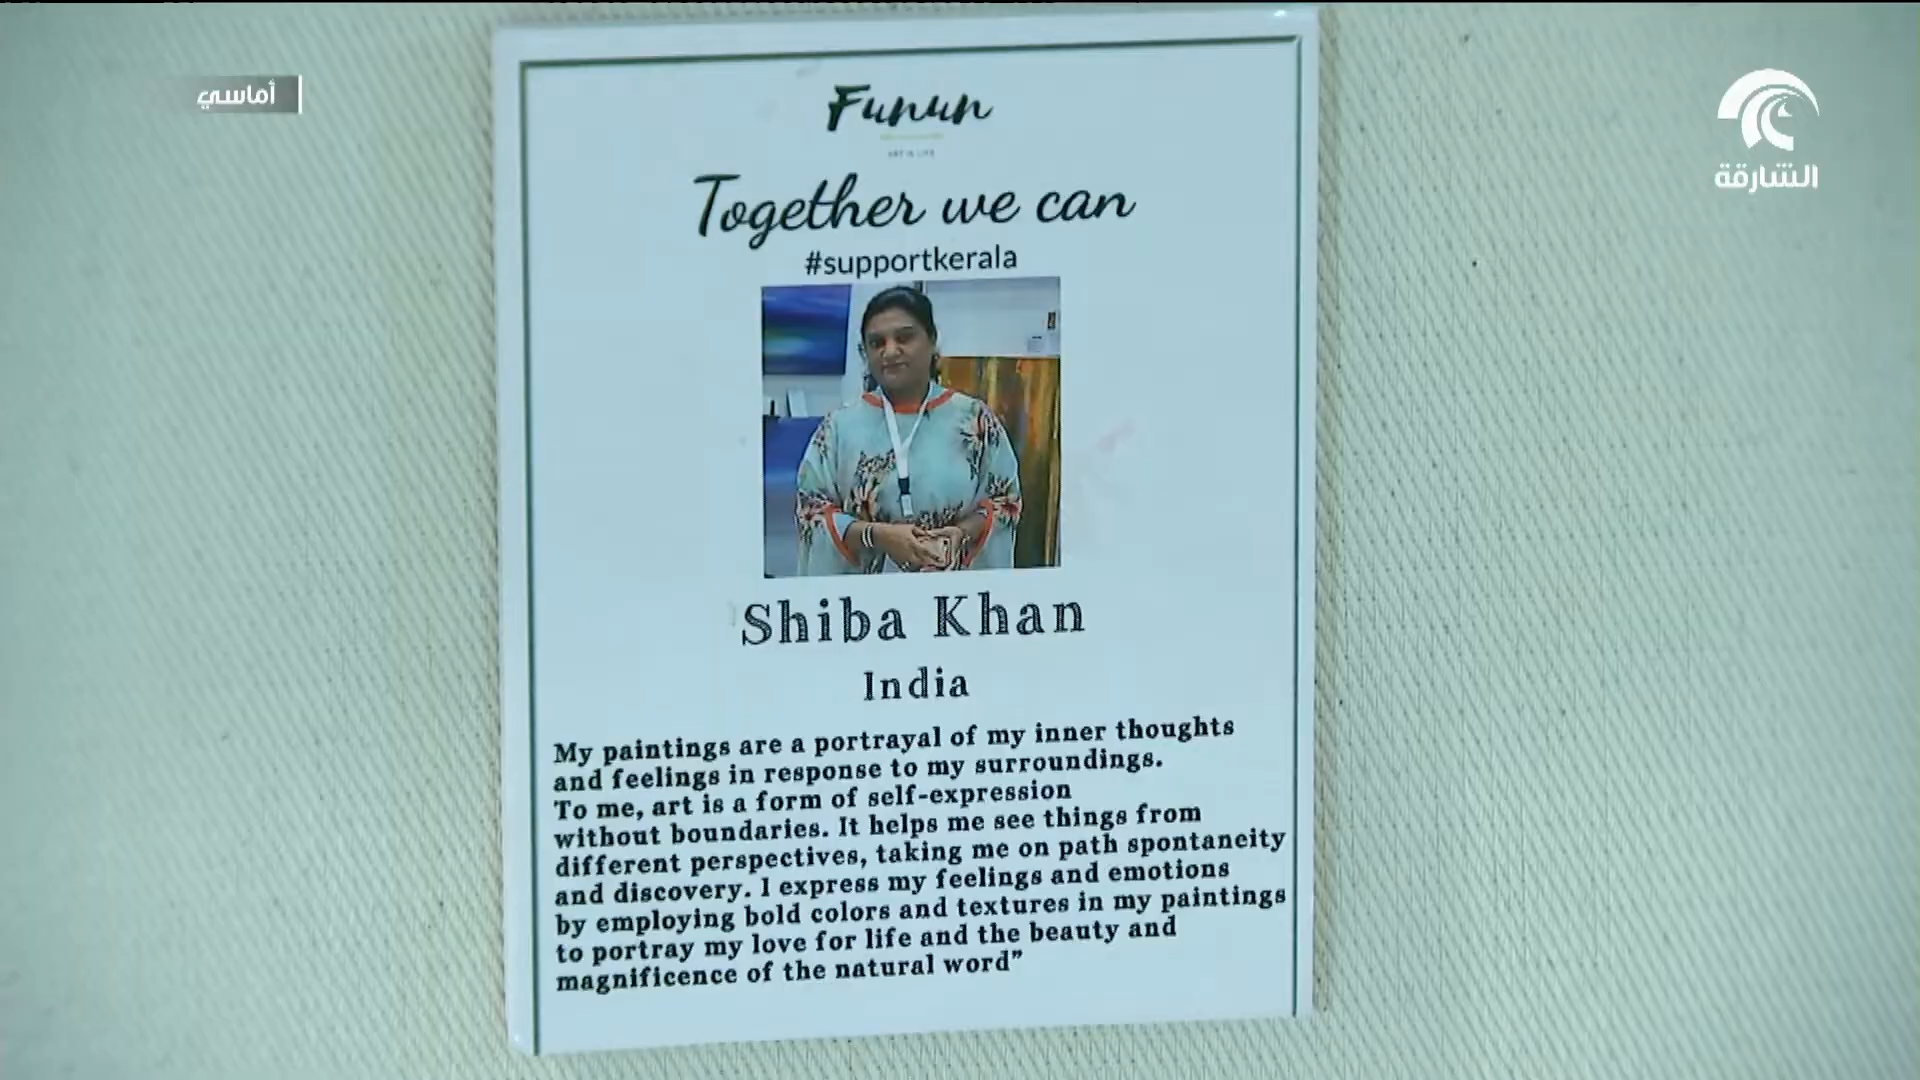 أماسي
الشارقة
Funun
ART IS LIFE
Together we can
#supportkerala
Shiba Khan
India
My paintings are a portrayal of my inner thoughts
and feelings in response to my surroundings.
To me, art is a form of self-expression
without boundaries. It helps me see things from
different perspectives, taking me on path spontaneity
and discovery. I express my feelings and emotions
by employing bold colors and textures in my paintings
to portray my love for life and the beauty and
magnificence of the natural word”